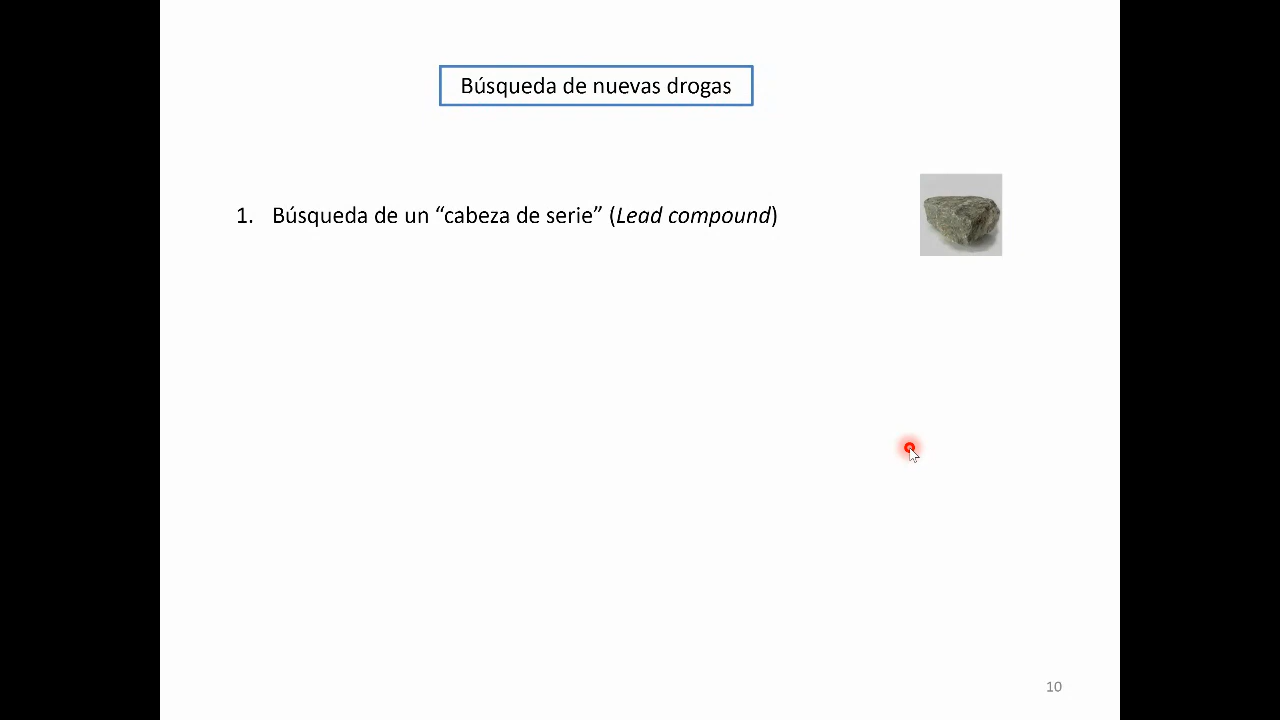 Búsqueda de nuevas drogas
1. Búsqueda de un “cabeza de serie” (Lead compound)
10